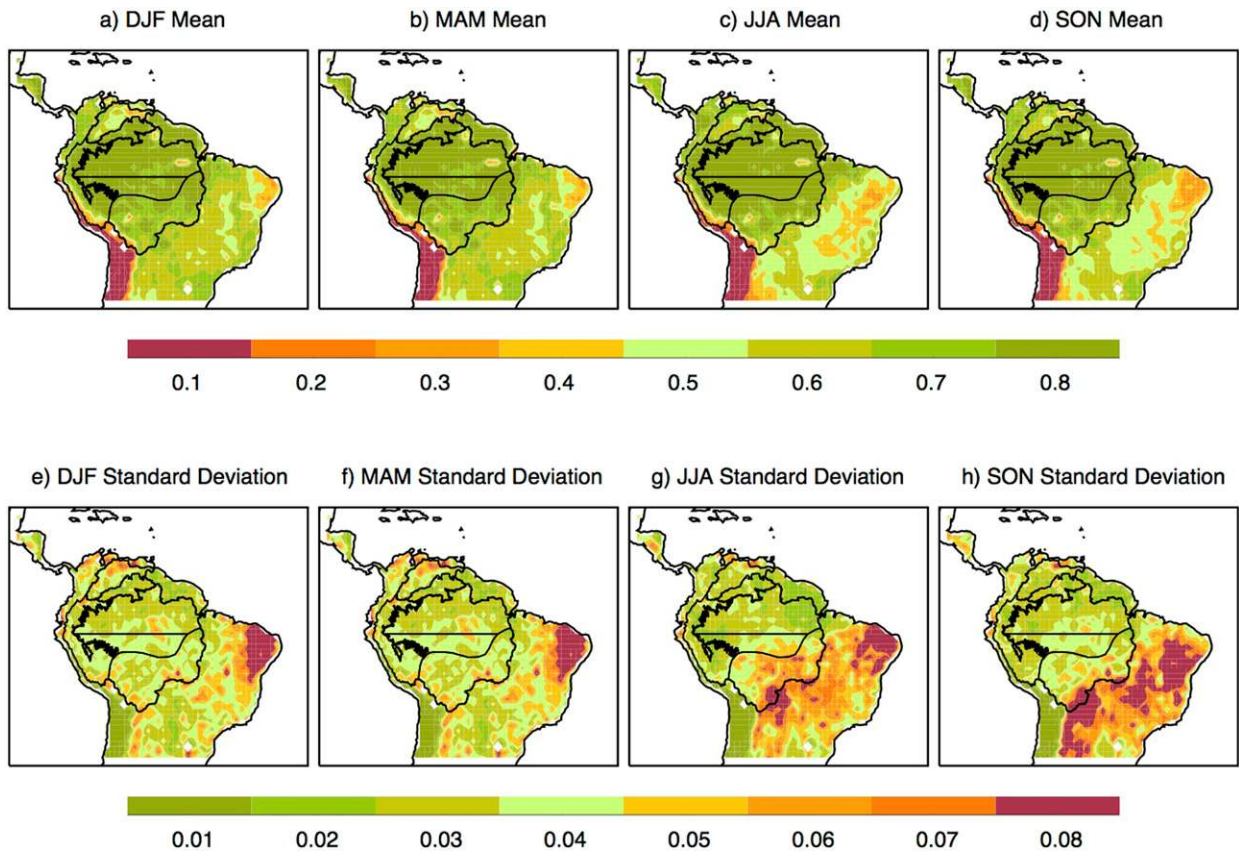 a) DJF Mean b) MAM Mean c) JJA Mean d) SON Mean
0.1 0.2 0.3 0.4 0.5 0.6 0.7 0.8
e) DJF Standard Deviation f) MAM Standard Deviation g) JJA Standard Deviation h) SON Standard Deviation
0.01 0.02 0.03 0.04 0.05 0.06 0.07 0.08